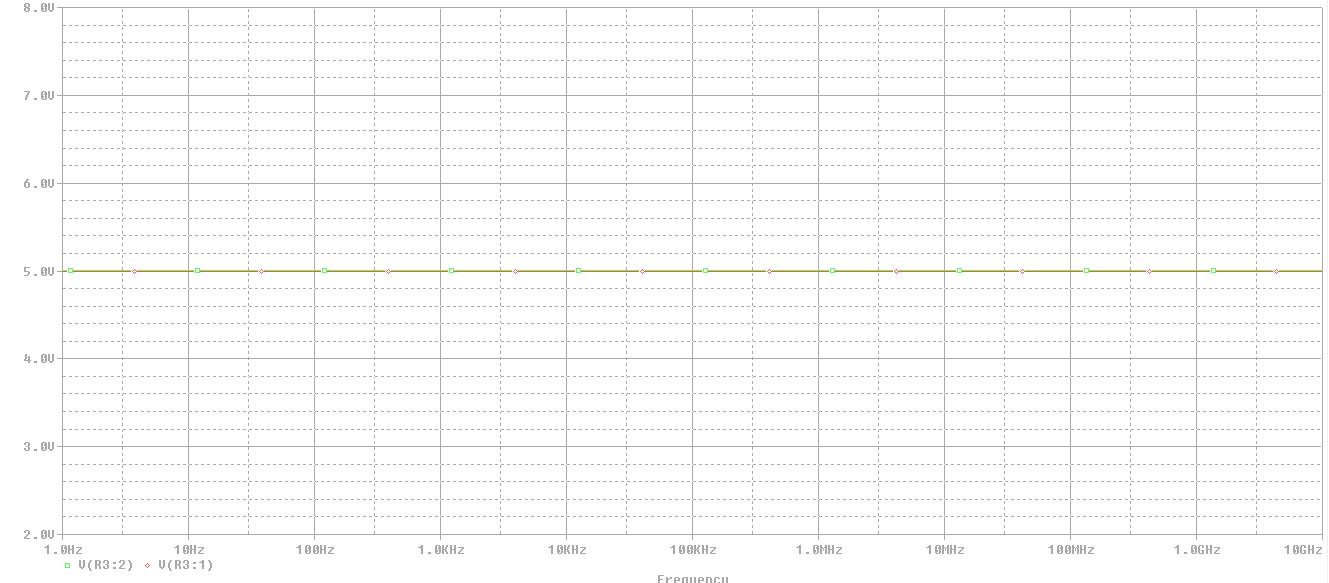 8.0V
7.0V
6.0V
5.0V
4.0V
3.0V
2.0V
1.0Hz 10Hz 100Hz 1.0KHz 10KHz 100KHz 1.0MHz 10MHz 100MHz 1.0GHz 10GHz
V(R3:2) V(R3:1)
Frequency